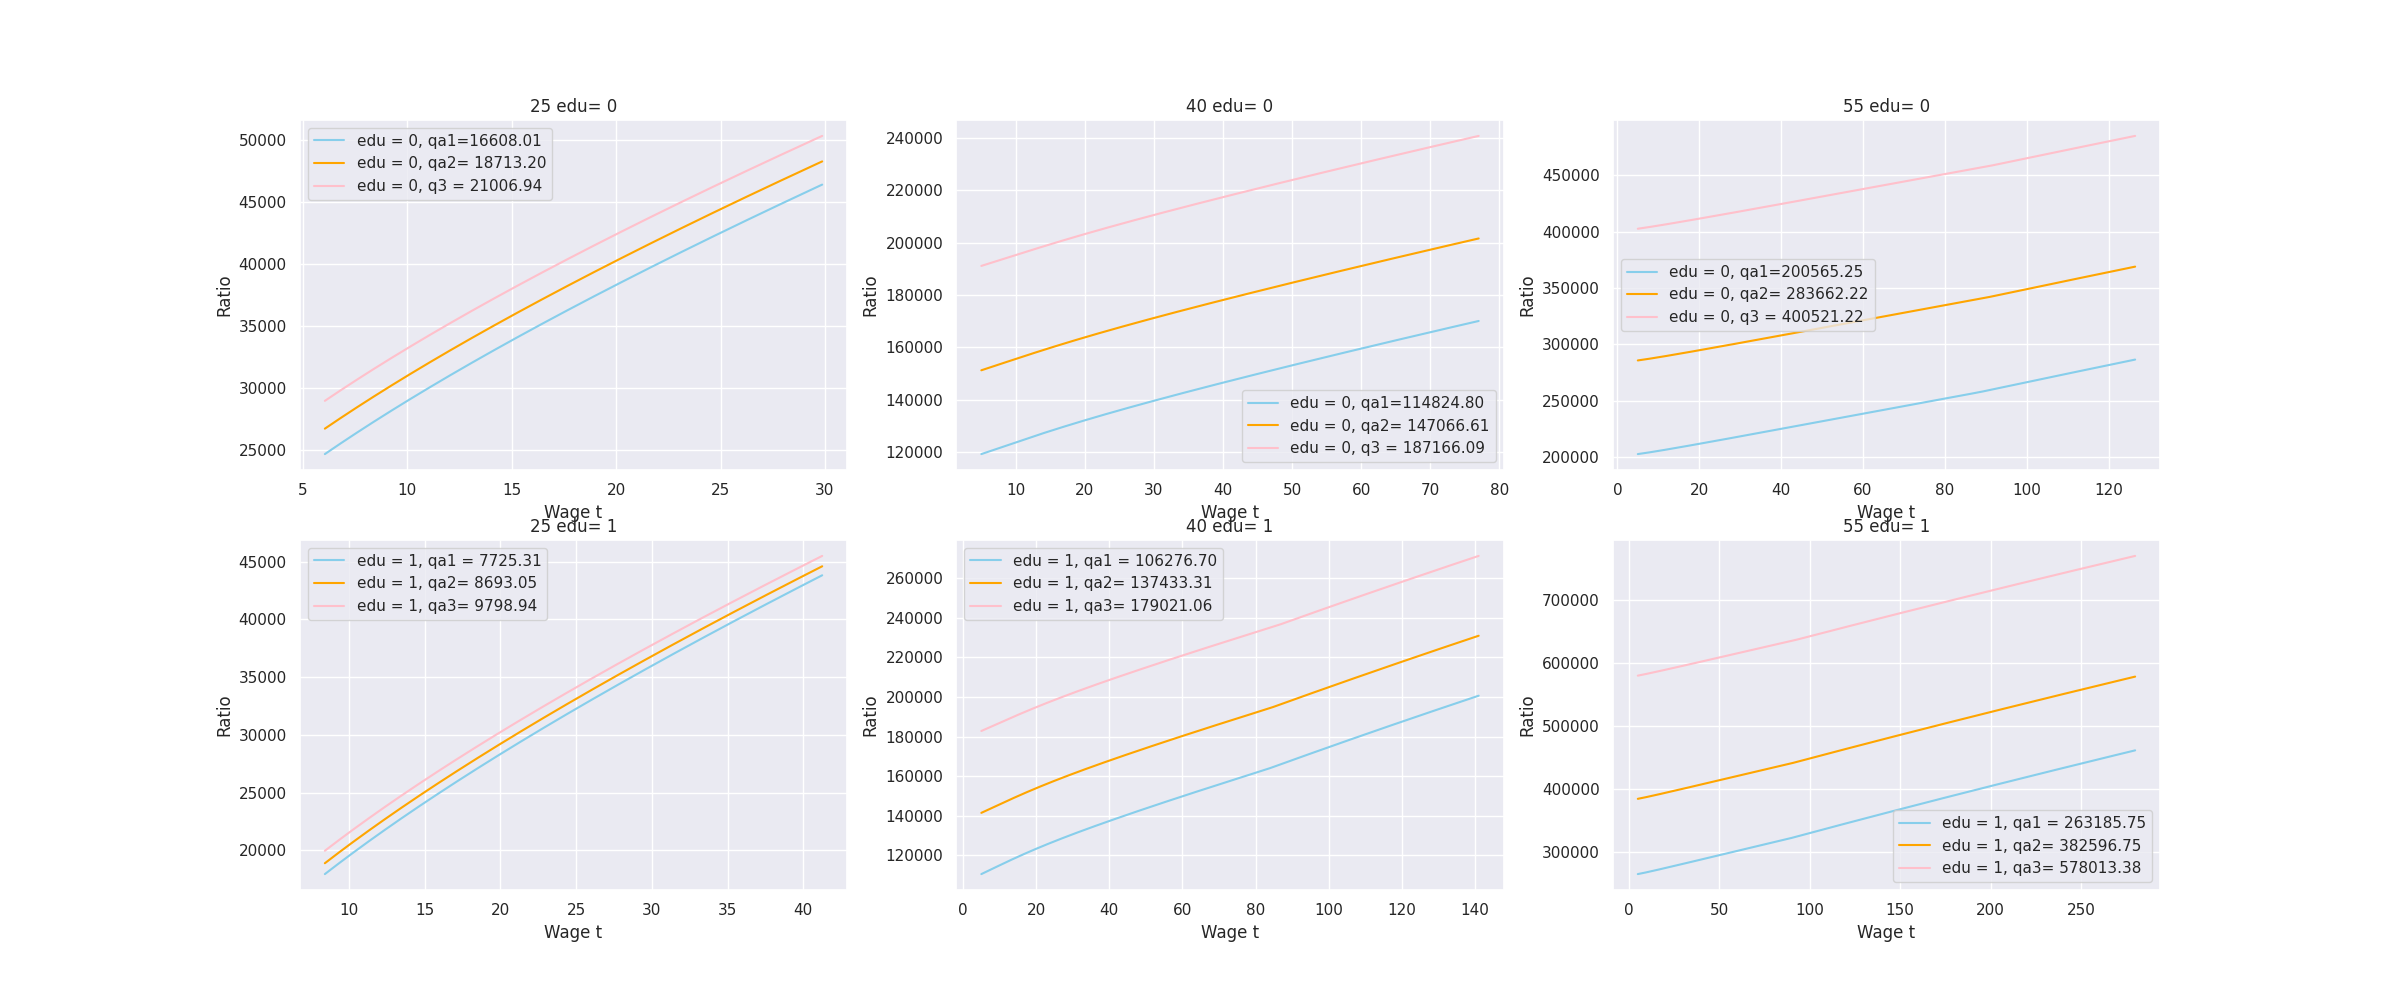 25 edu= 0
50000
45000
40000
35000
30000
25000
Ratio
edu = 0, qa1=16608.01
edu = 0, qa2= 18713.20
edu = 0, q3 = 21006.94
5 10 15 20 25 30
Wage t
40 edu= 0
240000
220000
200000
180000
160000
140000
120000
Ratio
edu = 0, qa1=114824.80
edu = 0, qa2= 147066.61
edu = 0, q3 = 187166.09
10 20 30 40 50 60 70 80
Wage t
55 edu= 0
450000
400000
350000
300000
250000
200000
Ratio
edu = 0, qa1=200565.25
edu = 0, qa2= 283662.22
edu = 0, q3 = 400521.22
0 20 40 60 80 100 120
Wage t
25 edu= 1
45000
40000
35000
30000
25000
20000
Ratio
edu = 1, qa1 = 7725.31
edu = 1, qa2= 8693.05
edu = 1, qa3= 9798.94
10 15 20 25 30 35 40
Wage t
40 edu= 1
260000
240000
220000
200000
180000
160000
140000
120000
Ratio
edu = 1, qa1 = 106276.70
edu = 1, qa2= 137433.31
edu = 1, qa3= 179021.06
0 20 40 60 80 100 120 140
Wage t
55 edu= 1
700000
600000
500000
400000
300000
Ratio
edu = 1, qa1 = 263185.75
edu = 1, qa2= 382596.75
edu = 1, qa3= 578013.38
0 50 100 150 200 250
Wage t